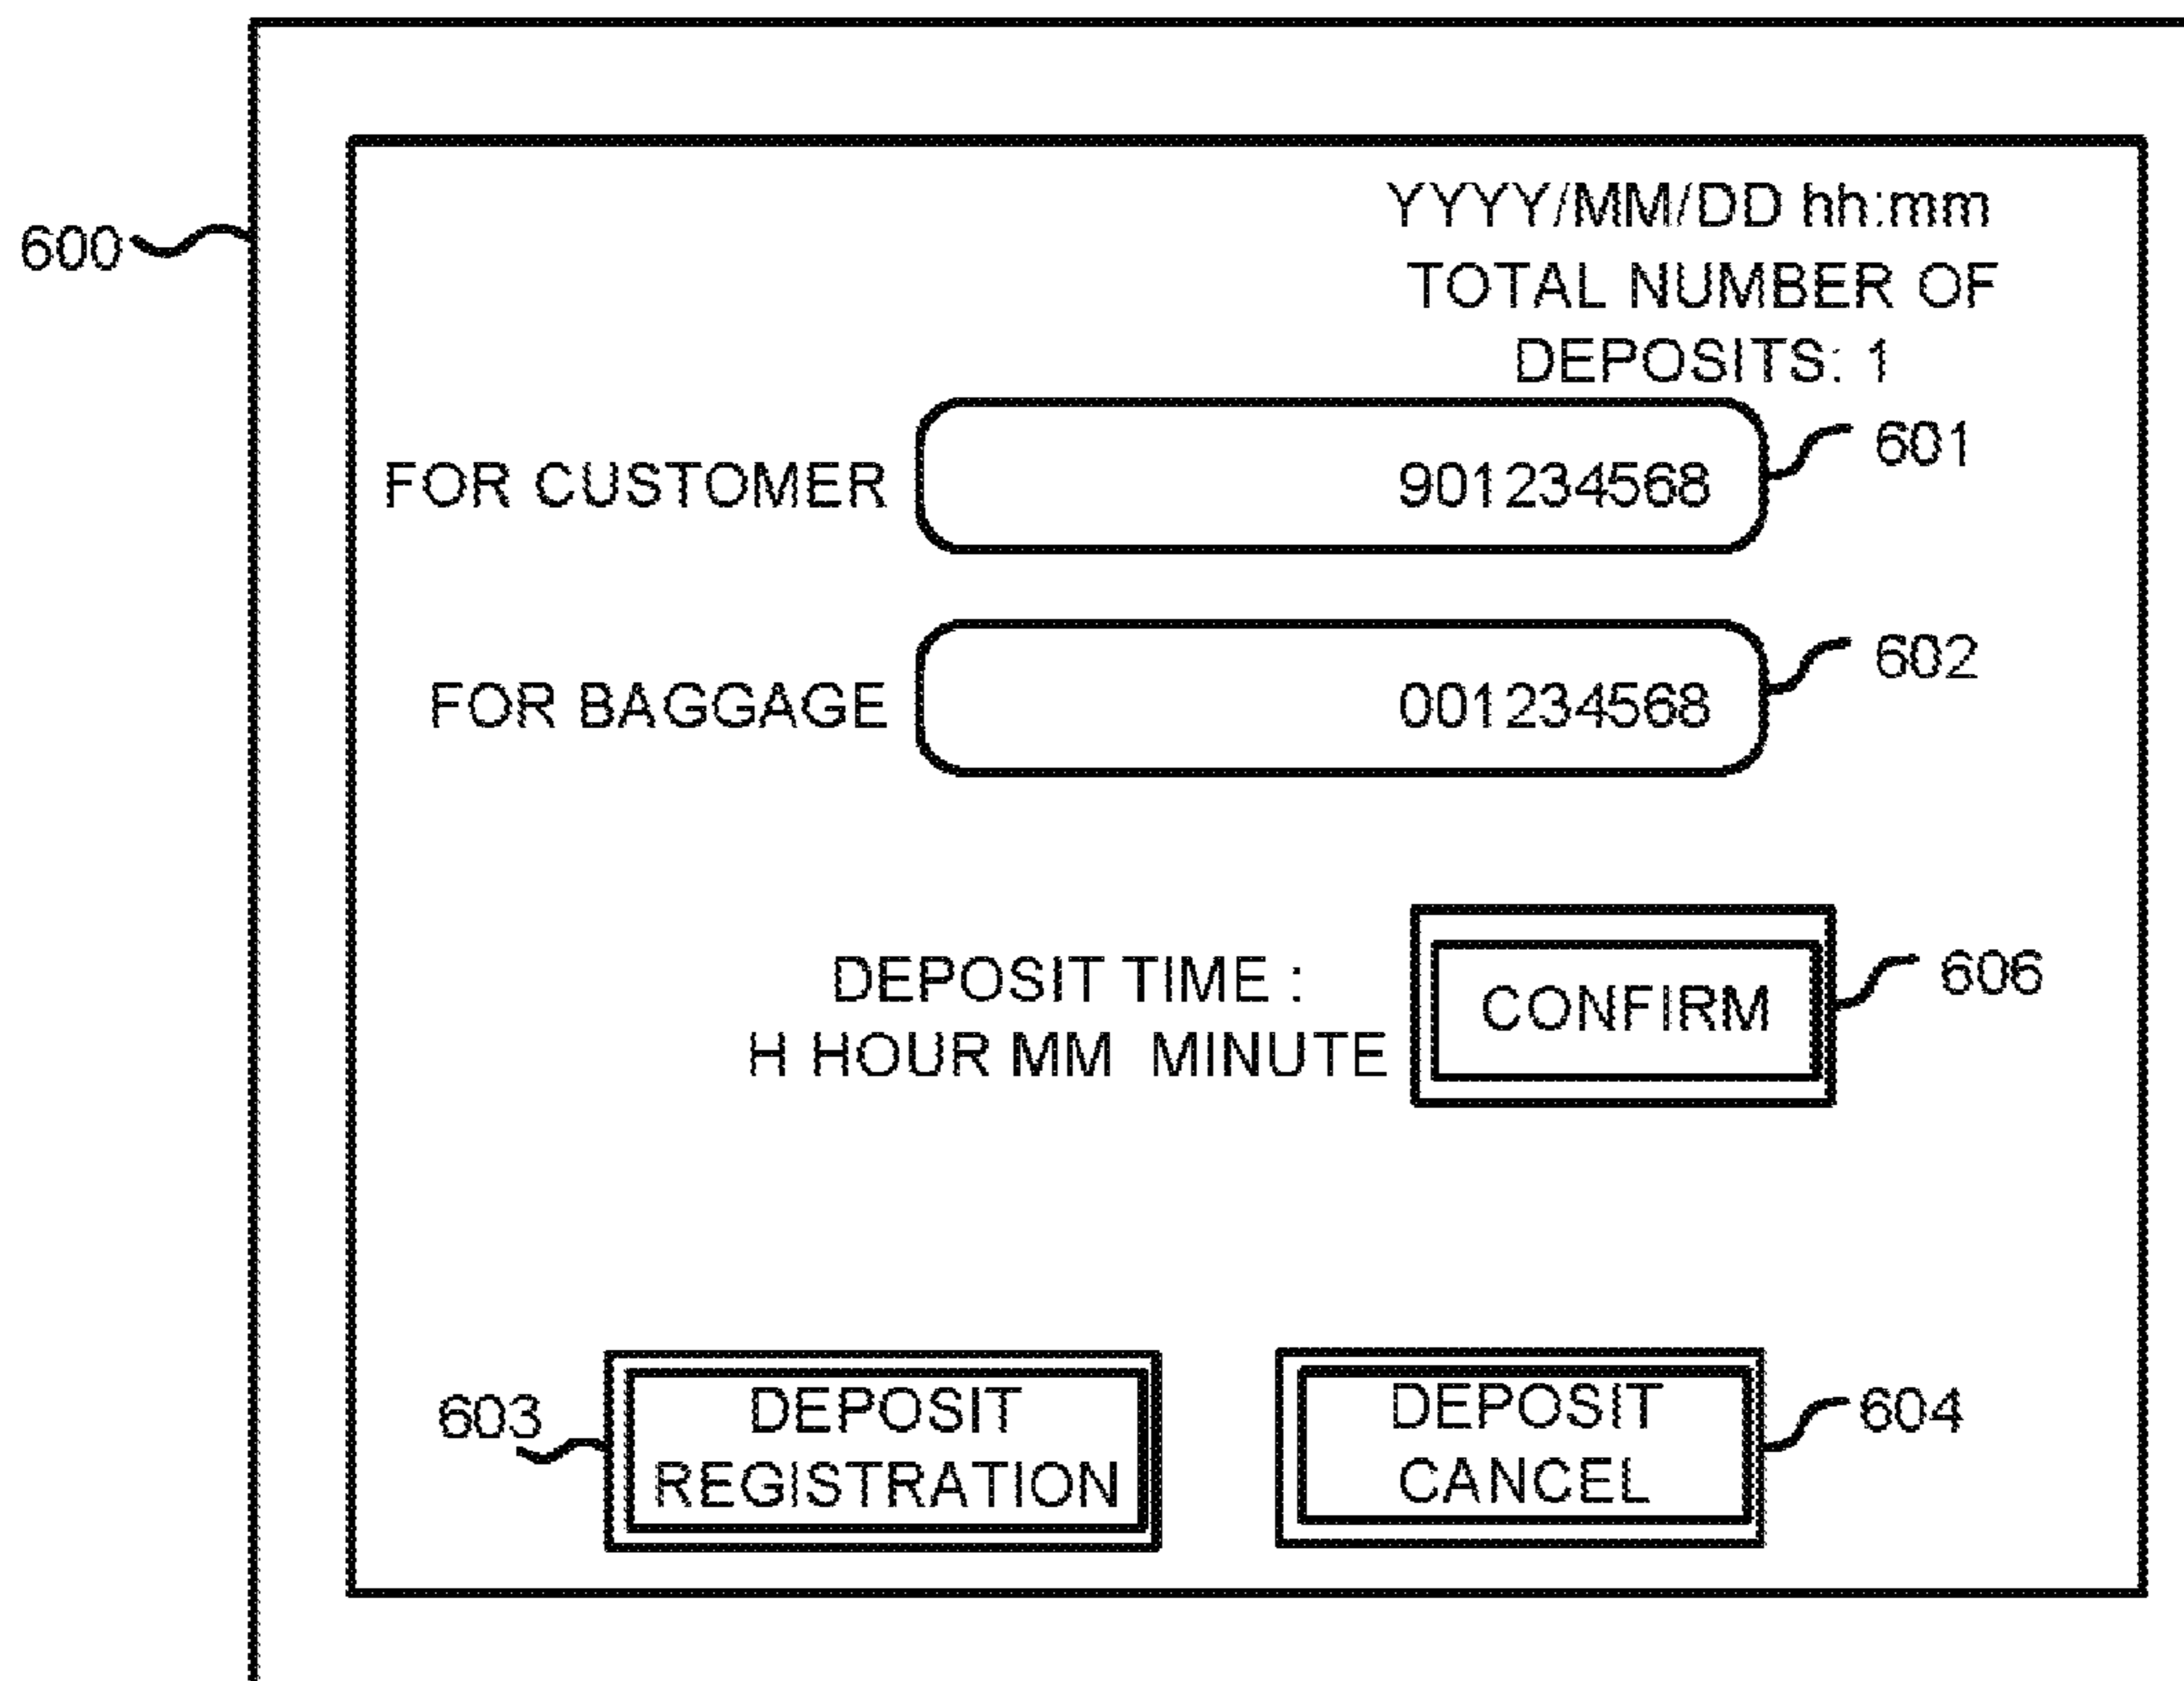 YYYY/MM/DD hh:mm
600
TOTAL NUMBER OF
DEPOSITS: 1
601
FOR CUSTOMER 901234568
602
FOR BAGGAGE 001234568
DEPOSIT TIME :
H HOUR MM MINUTE
CONFIRM
606
603
DEPOSIT
REGISTRATION
DEPOSIT
CANCEL
604